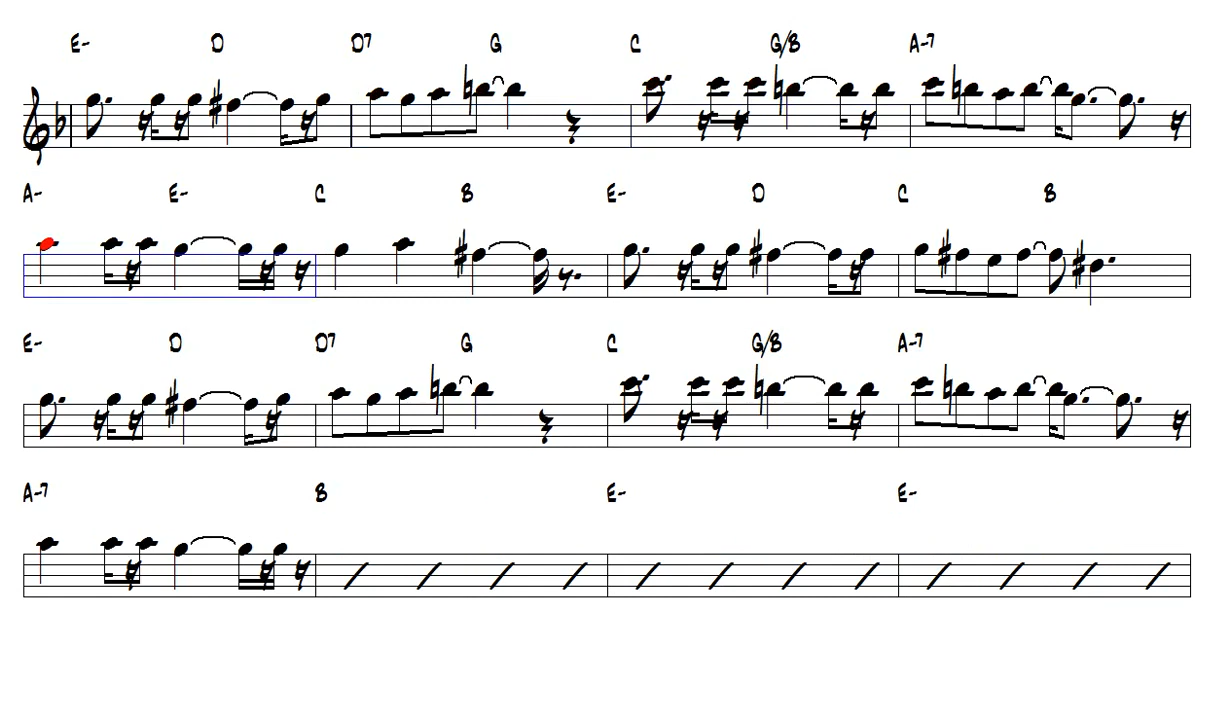 E- D D7 G C G/B A-7
A- E- C B E- D C B
E- D D7 G C G/B A-7
A-7 B E- E-